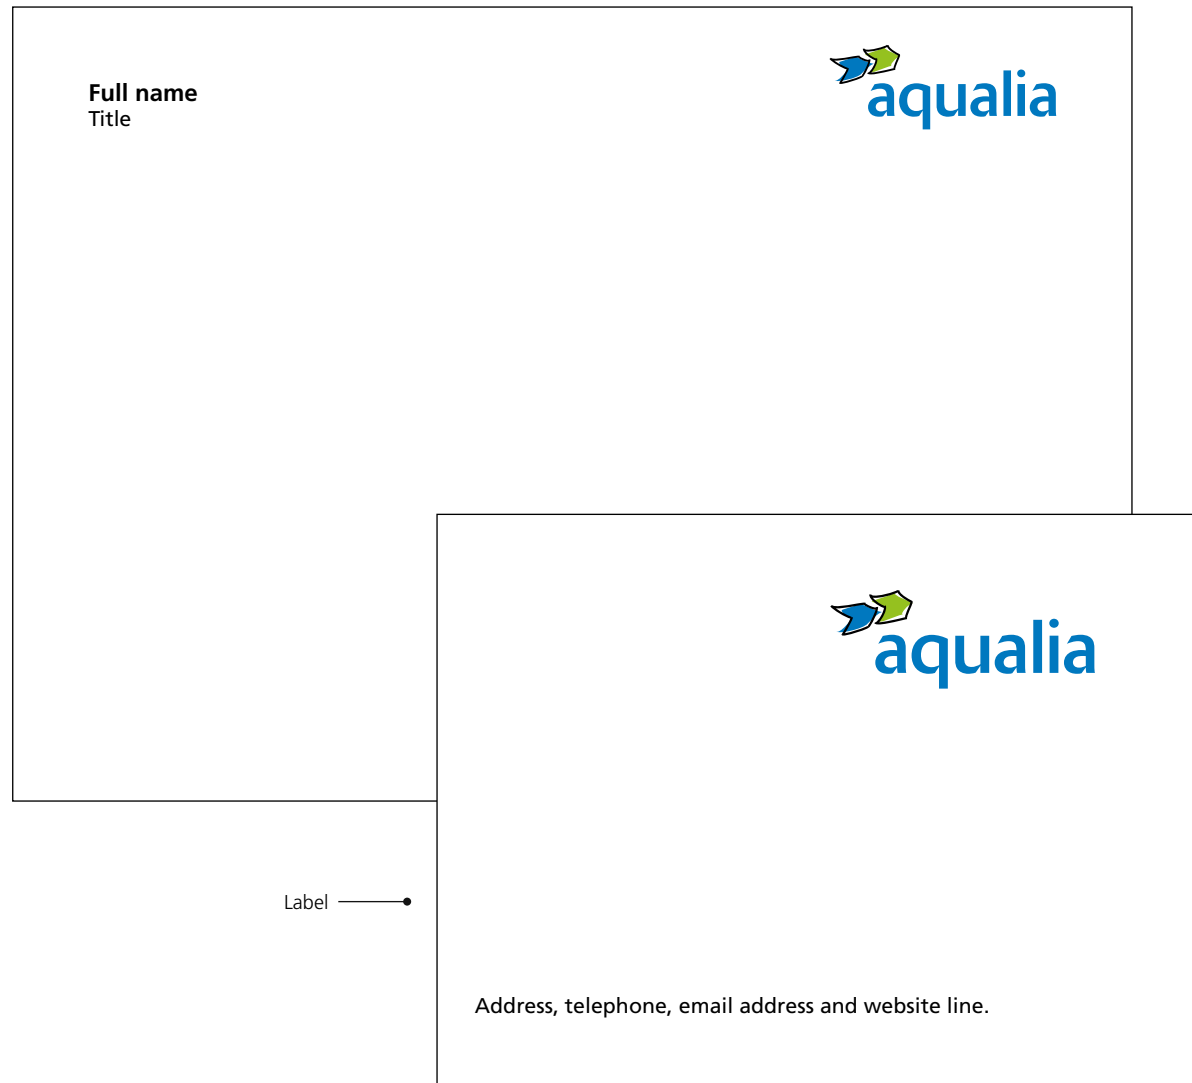 Full name
Title
aqualia
aqualia
Label
Address, telephone, email address and website line.